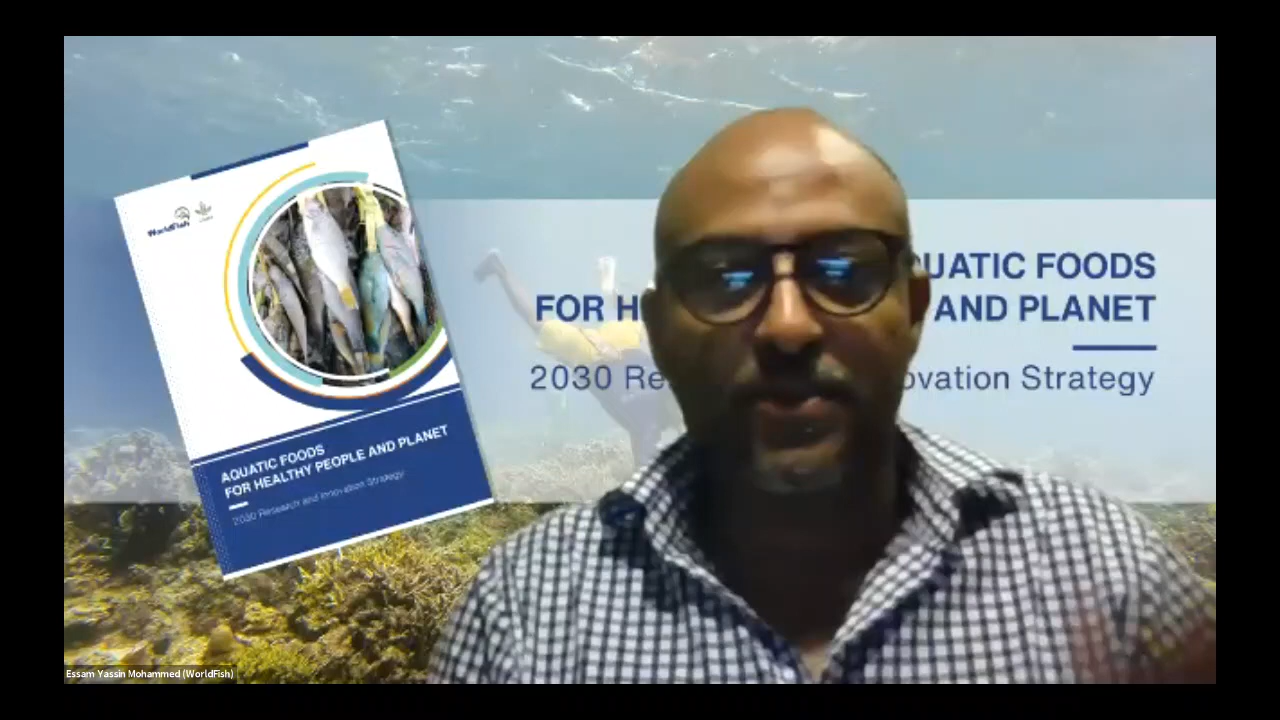 WorldFish
AQUATIC FOODS
FOR HEALTHY PEOPLE AND PLANET
2030 Research and Innovation Strategy
UATIC FOODS
FOR H AND PLANET
2030 Re ovation Strategy
Essam Yassin Mohammed (WorldFish)